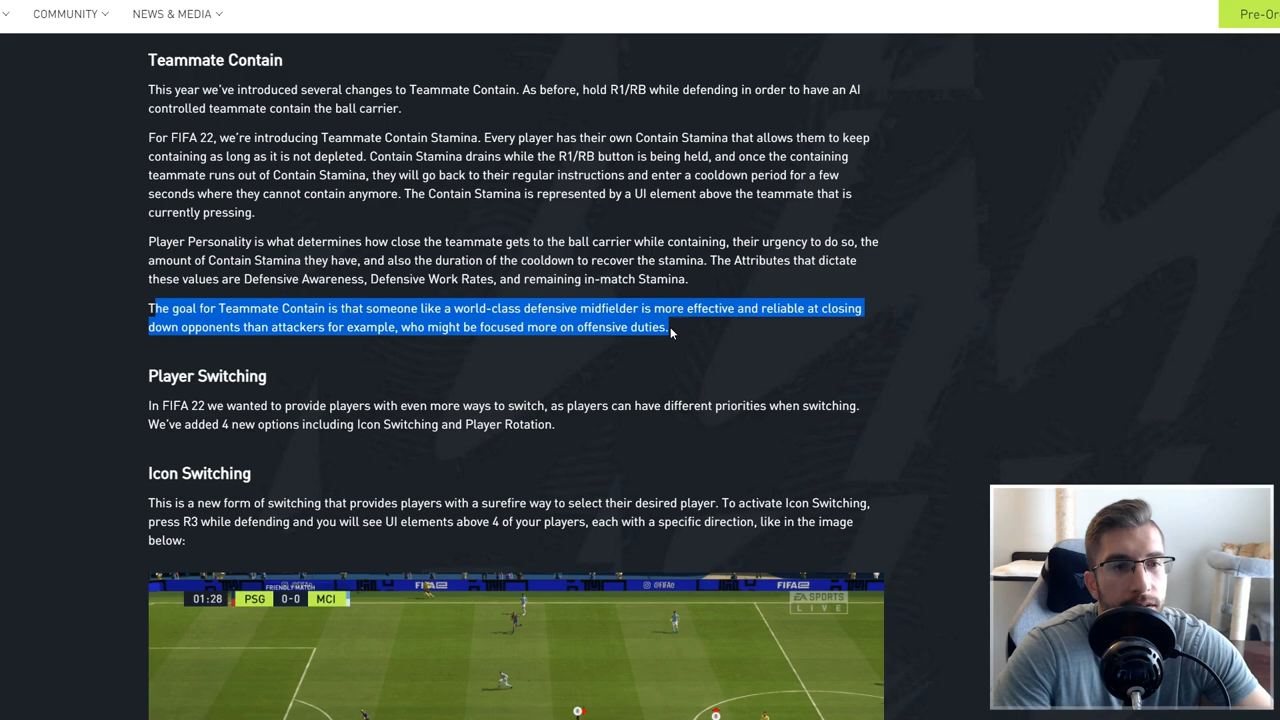 COMMUNITY
NEWS & MEDIA
Pre-Or
Teammate Contain
This year we've introduced several changes to Teammate Contain. As before, hold R1/RB while defending in order to have an AI
controlled teammate contain the ball carrier.
For FIFA 22, we're introducing Teammate Contain Stamina. Every player has their own Contain Stamina that allows them to keep
containing as long as it is not depleted. Contain Stamina drains while the R1/RB button is being held, and once the containing
teammate runs out of Contain Stamina, they will go back to their regular instructions and enter a cooldown period for a few
seconds where they cannot contain anymore. The Contain Stamina is represented by a UI element above the teammate that is
currently pressing.
Player Personality is what determines how close the teammate gets to the ball carrier while containing, their urgency to do so, the
amount of Contain Stamina they have, and also the duration of the cooldown to recover the stamina. The Attributes that dictate
these values are Defensive Awareness, Defensive Work Rates, and remaining in-match Stamina.
The goal for Teammate Contain is that someone like a world-class defensive midfielder is more effective and reliable at closing
down opponents than attackers for example, who might be focused more on offensive duties.
Player Switching
In FIFA 22 we wanted to provide players with even more ways to switch, as players can have different priorities when switching.
We've added 4 new options including Icon Switching and Player Rotation.
Icon Switching
This is a new form of switching that provides players with a surefire way to select their desired player. To activate Icon Switching,
press R3 while defending and you will see UI elements above 4 of your players, each with a specific direction, like in the image
below:
FRIENDLY MATCH
01:28 PSG 0-0 MCI
FIFAe
@FIFAe
FIFAe
EA SPORTS
LIVE